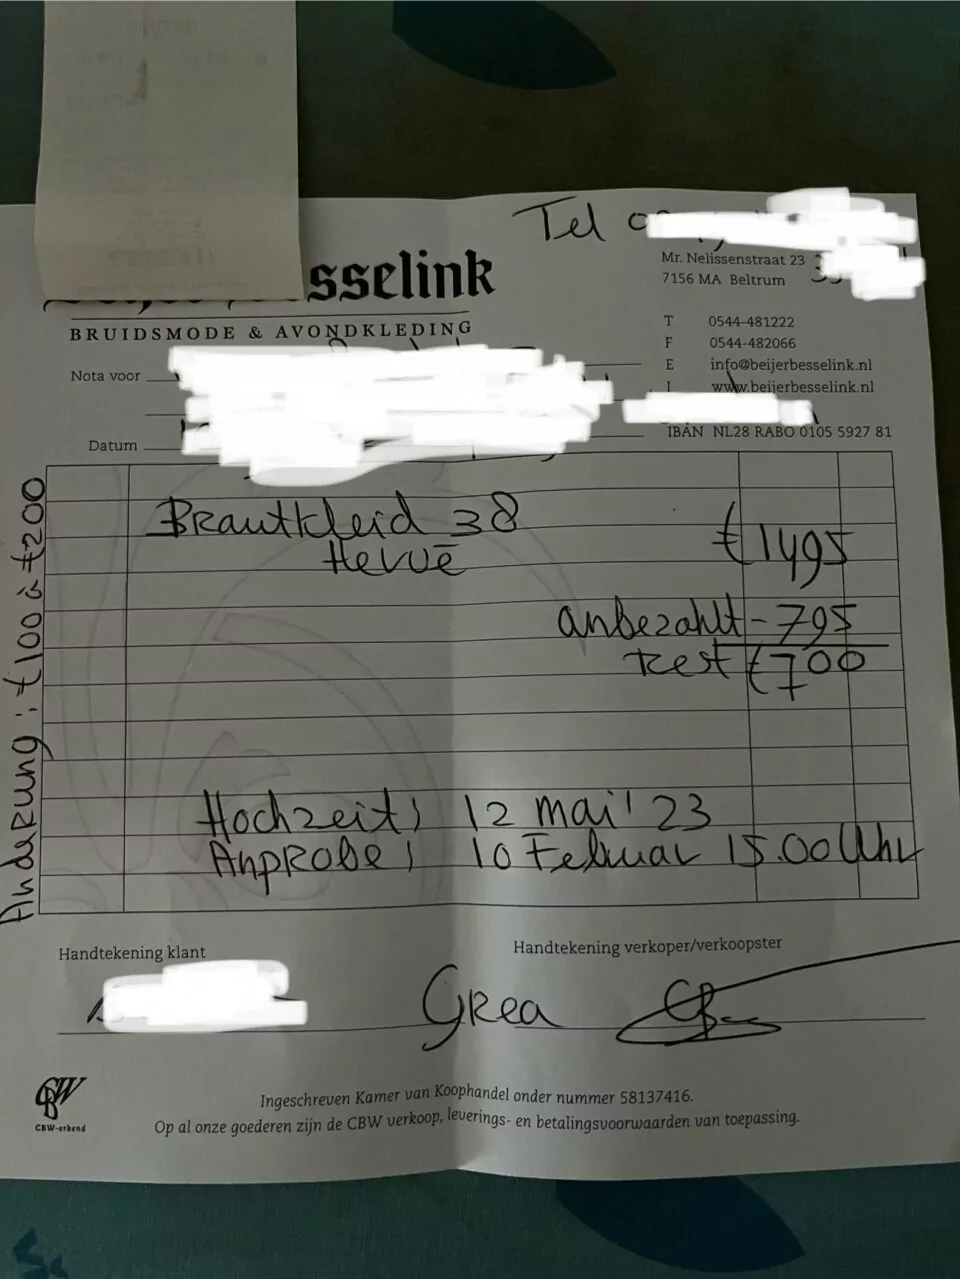 Tel
sselink
BRUIDSMODE & AVONDKLEDING
Mr. Nelissenstraat 23
7156 MA Beltrum
T 0544-481222
F 0544-482066
E info@beijerbesselink.nl
I www.beijerbesselink.nl
IBAN NL28 RABO 0105 5927 81
Nota voor
Datum
Brautkleid 38
Hervé
€ 1495
anbezahlt - 795
Rest € 700
Hochzeit: 12 mai '23
Anprobe: 10 Februar 15.00 Uhr
Anderung: €100 à €200
Handtekening klant
Handtekening verkoper/verkoopster
Grea
CBW
CBW-erkend
Ingeschreven Kamer van Koophandel onder nummer 58137416.
Op al onze goederen zijn de CBW verkoop, leverings- en betalingsvoorwaarden van toepassing.